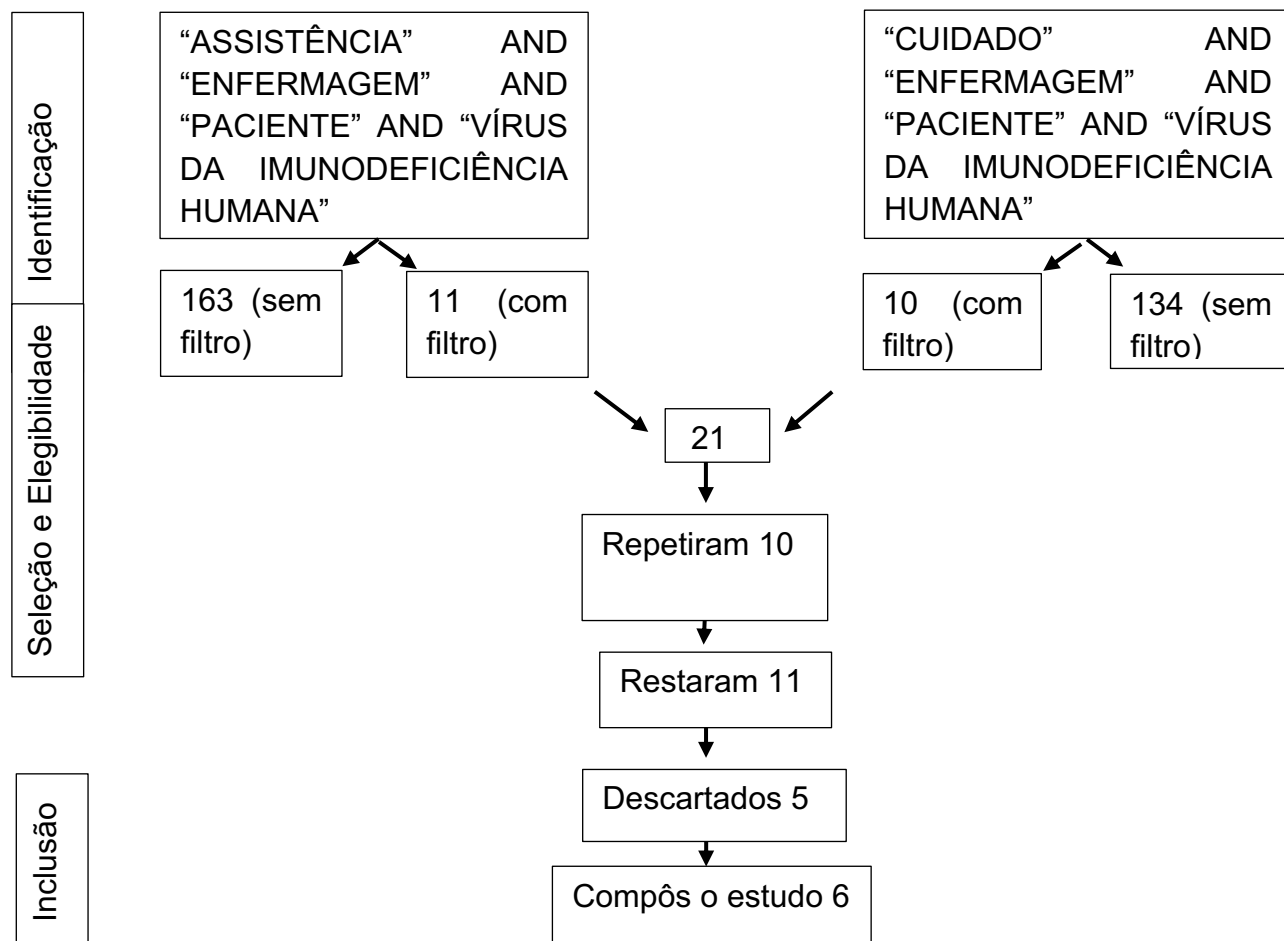 Identificação
“ASSISTÊNCIA” AND
“ENFERMAGEM” AND
“PACIENTE” AND “VÍRUS
DA IMUNODEFICIÊNCIA
HUMANA”
“CUIDADO” AND
“ENFERMAGEM” AND
“PACIENTE” AND “VÍRUS
DA IMUNODEFICIÊNCIA
HUMANA”
163 (sem
filtro)
11 (com
filtro)
10 (com
filtro)
134 (sem
filtro)
Seleção e Elegibilidade
21
Repetiram 10
Restaram 11
Descartados 5
Inclusão
Compôs o estudo 6